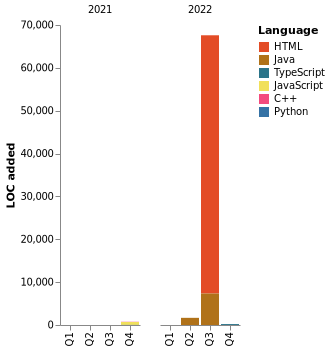 2021
2022
Language
HTML
Java
TypeScript
JavaScript
C++
Python
LOC added
70,000
60,000
50,000
40,000
30,000
20,000
10,000
0
Q1 Q2 Q3 Q4
Q1 Q2 Q3 Q4